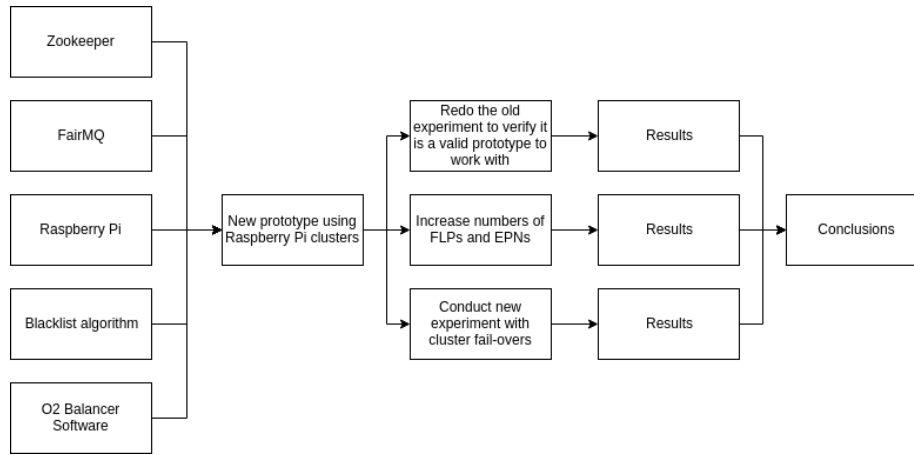 Zookeeper
FairMQ
Raspberry Pi
Blacklist algorithm
O2 Balancer
Software
New prototype using
Raspberry Pi clusters
Redo the old
experiment to verify it
is a valid prototype to
work with
Increase numbers of
FLPs and EPNs
Conduct new
experiment with
cluster fail-overs
Results
Results
Results
Conclusions